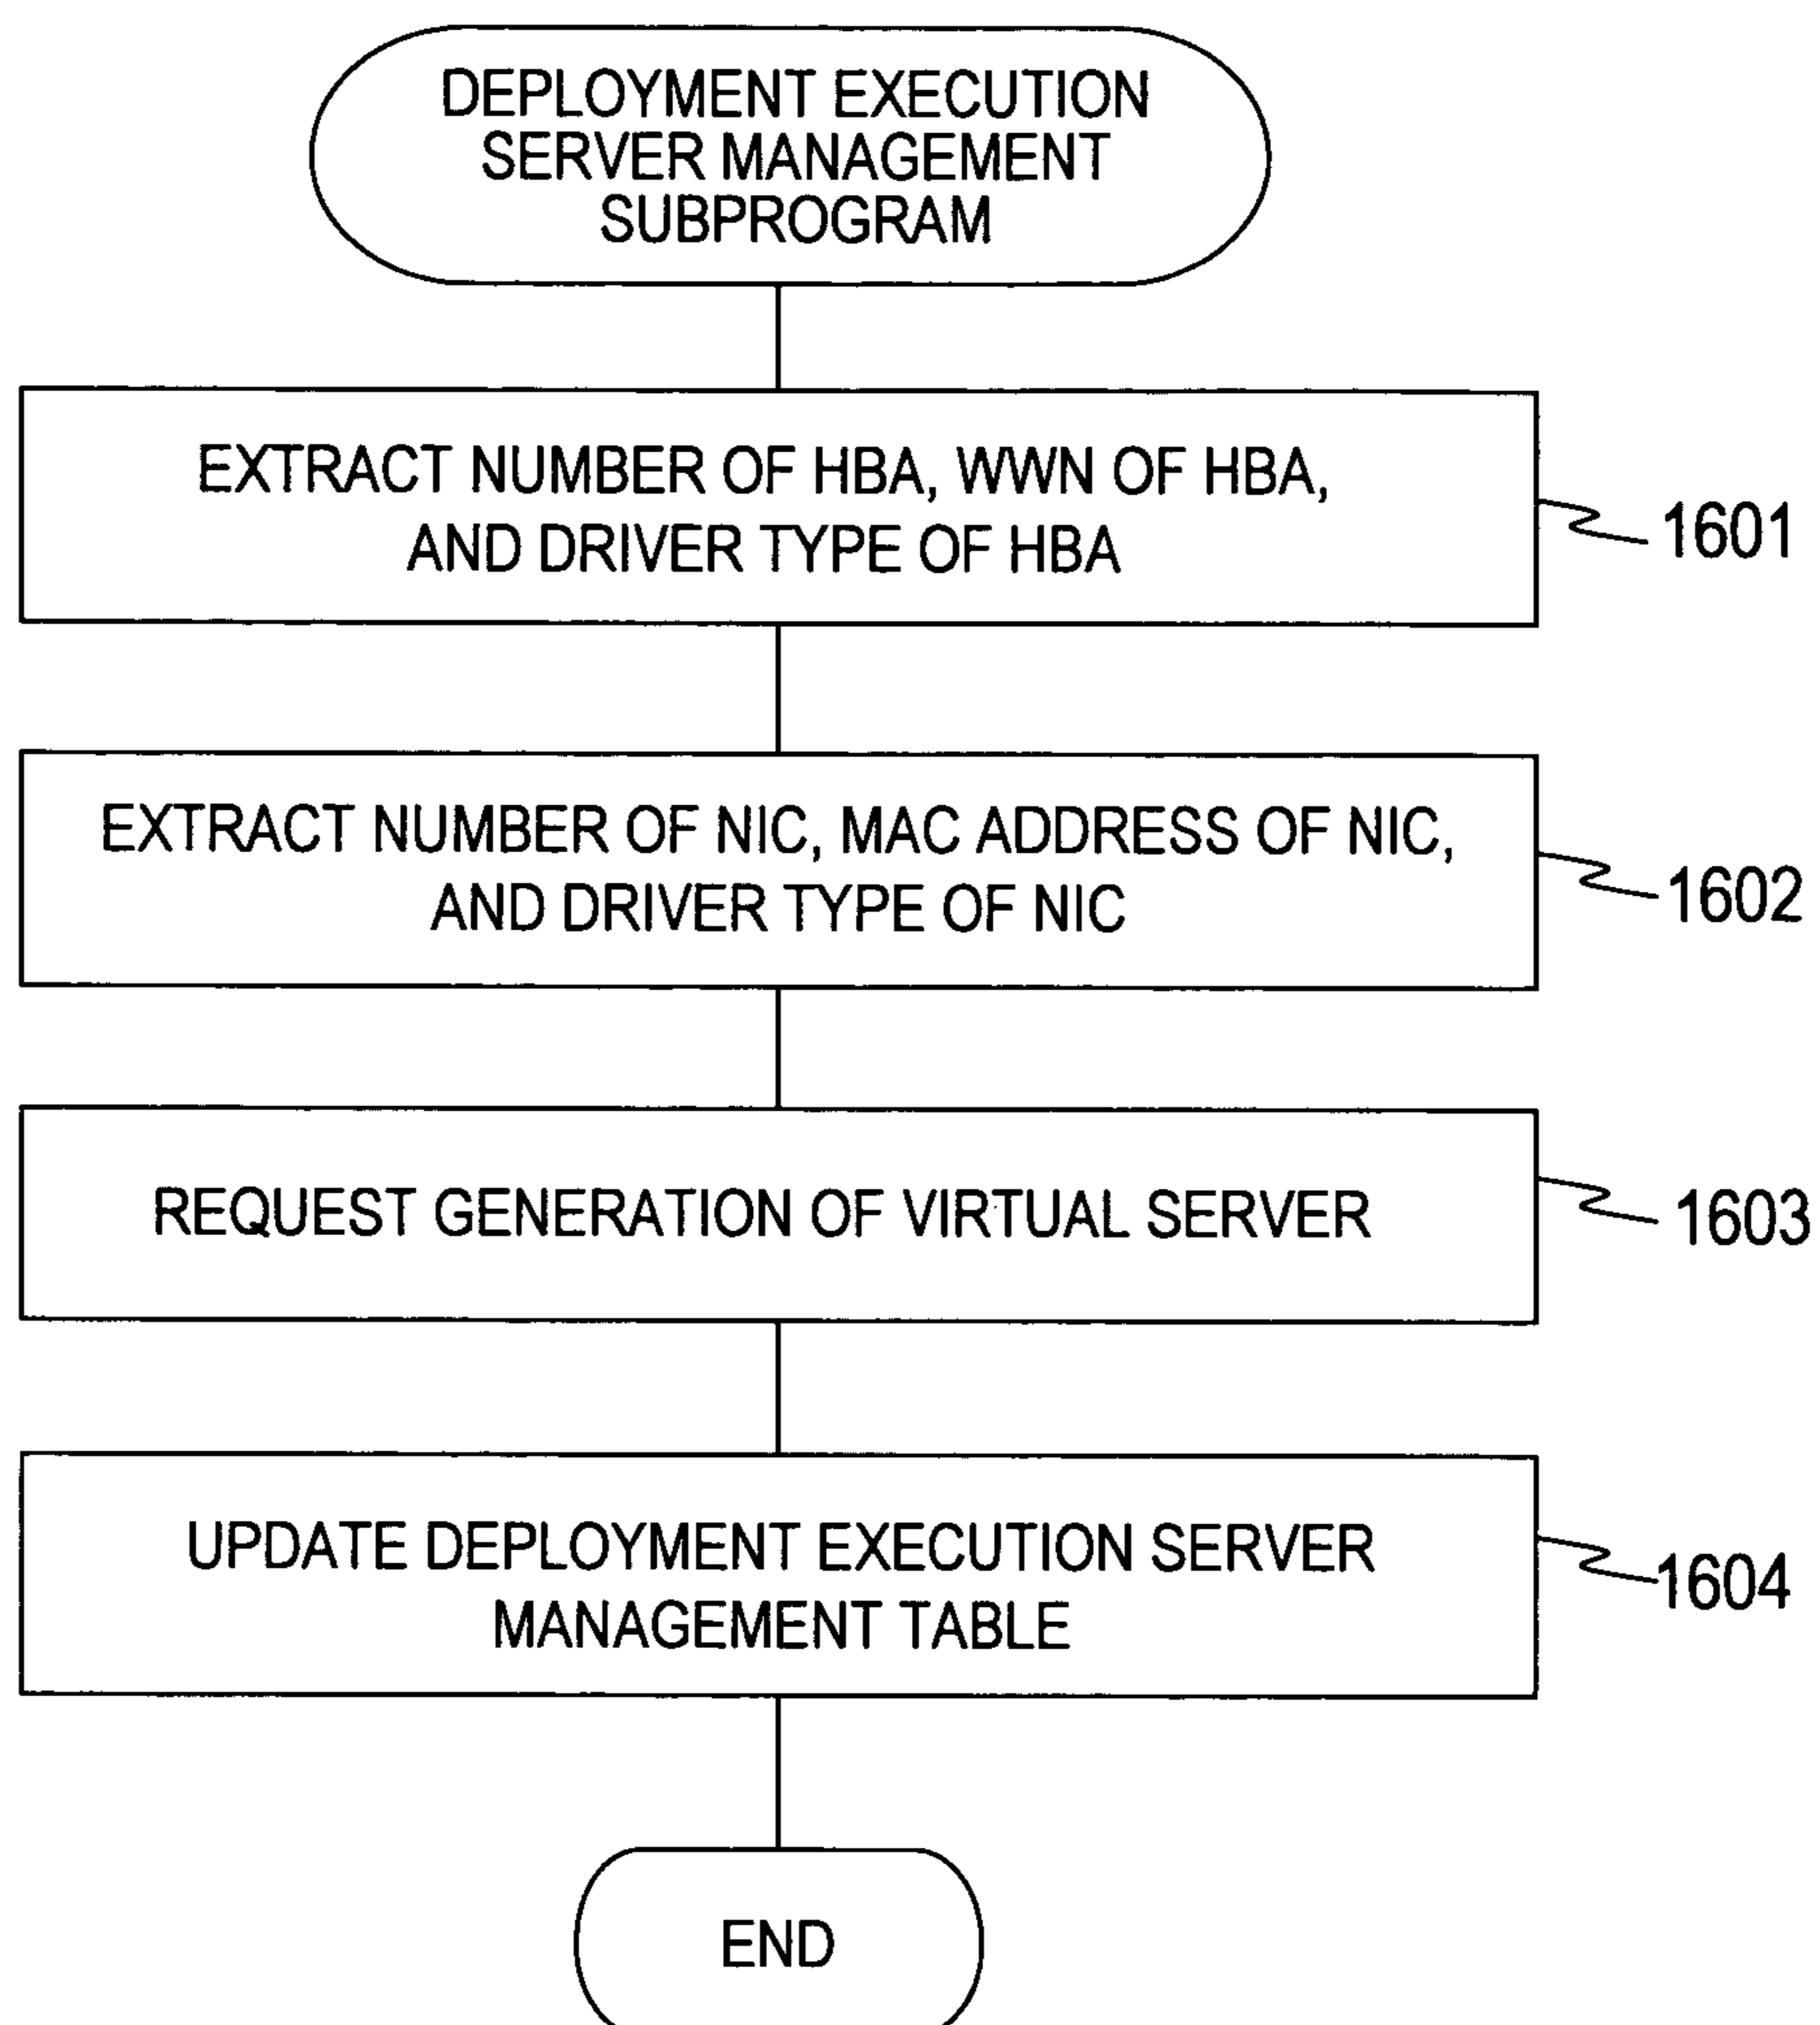 DEPLOYMENT EXECUTION
SERVER MANAGEMENT
SUBPROGRAM
EXTRACT NUMBER OF HBA, WWN OF HBA,
AND DRIVER TYPE OF HBA
1601
EXTRACT NUMBER OF NIC, MAC ADDRESS OF NIC,
AND DRIVER TYPE OF NIC
1602
REQUEST GENERATION OF VIRTUAL SERVER
1603
UPDATE DEPLOYMENT EXECUTION SERVER
MANAGEMENT TABLE
1604
END